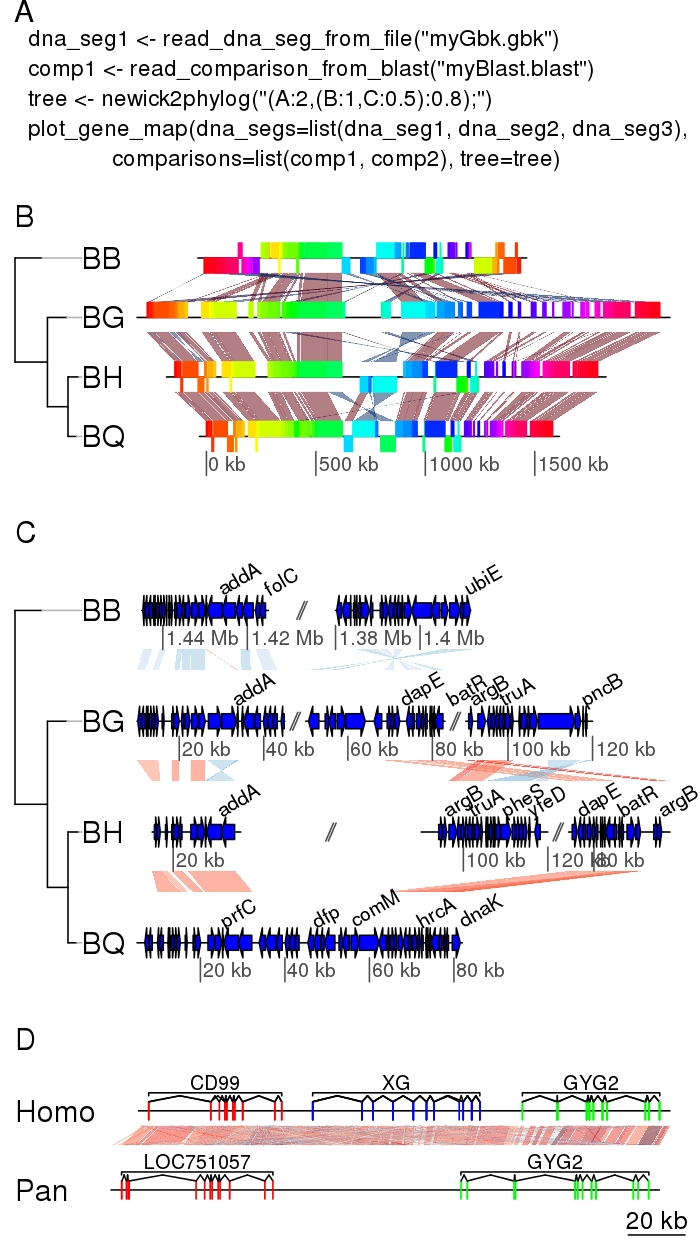 A
dna_seg1 <- read_dna_seg_from_file("myGbk.gbk")
comp1 <- read_comparison_from_blast("myBlast.blast")
tree <- newick2phylog("(A:2,(B:1,C:0.5):0.8);")
plot_gene_map(dna_segs=list(dna_seg1, dna_seg2, dna_seg3),
comparisons=list(comp1, comp2), tree=tree)
B
BB
BG
BH
BQ
0 kb 500 kb 1000 kb 1500 kb
C
addA folC ubiE
BB
1.44 Mb 1.42 Mb 1.38 Mb 1.4 Mb
addA dapE batR argB truA pncB
BG
20 kb 40 kb 60 kb 80 kb 100 kb 120 kb
addA argB truA pheS yfeD dapE batR argB
BH
20 kb 100 kb 120 kb 80 kb
prfC dfp comM hrcA dnaK
BQ
20 kb 40 kb 60 kb 80 kb
D
CD99 XG GYG2
Homo
LOC751057 GYG2
Pan
20 kb